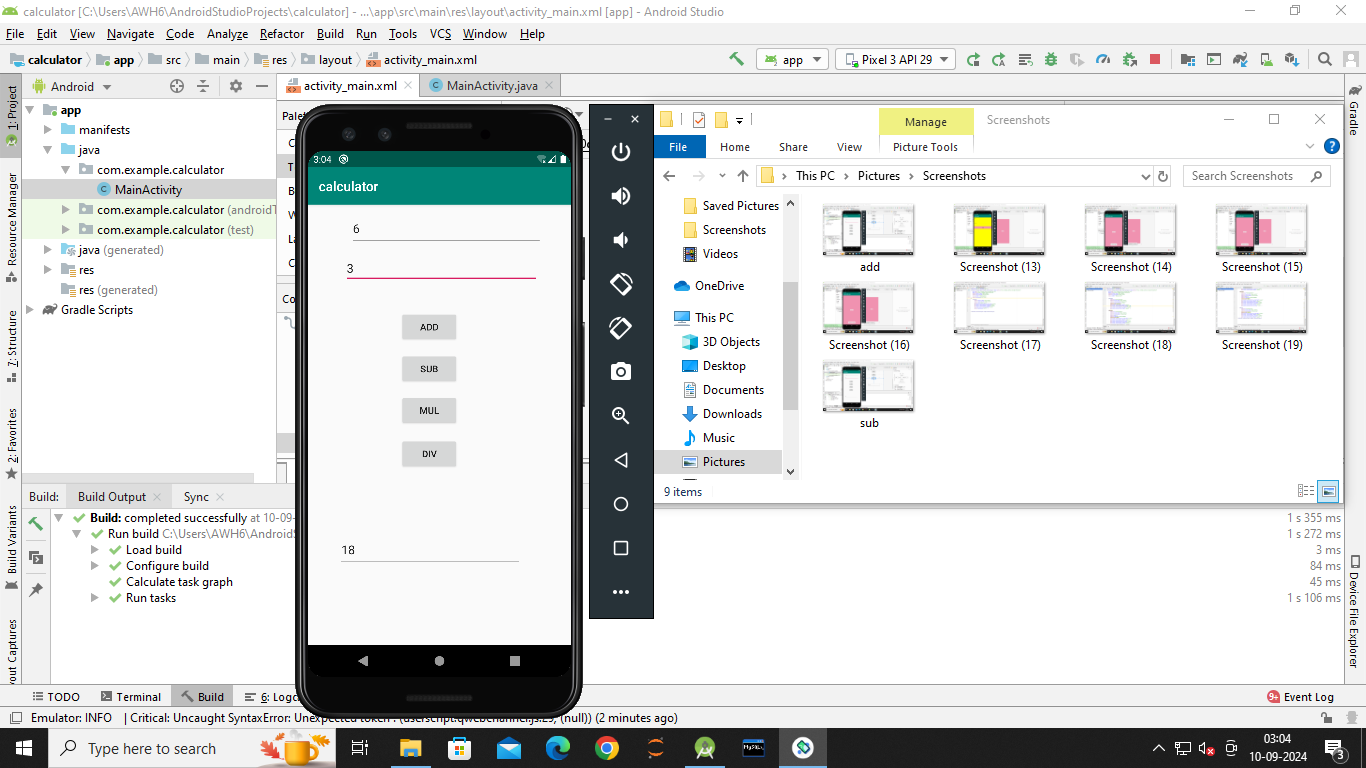 calculator [C:\Users\AWH6\AndroidStudioProjects\calculator] - ...\app\src\main\res\layout\activity_main.xml [app] - Android Studio
File Edit View Navigate Code Analyze Refactor Build Run Tools VCS Window Help
calculator app src main res layout activity_main.xml
app Pixel 3 API 29
1: Project
Resource Manager
7: Structure
2: Favorites
Build Variants
Android
app
manifests
java
com.example.calculator
MainActivity
com.example.calculator
com.example.calculator (test)
java (generated)
res
res (generated)
Gradle Scripts
activity_main.xml MainActivity.java
3:04
calculator
6
3
ADD
SUB
MUL
DIV
18
Manage Screenshots
File Home Share View Picture Tools
This PC Pictures Screenshots
Search Screenshots
Saved Pictures
Screenshots
Videos
OneDrive
This PC
3D Objects
Desktop
Documents
Downloads
Music
Pictures
add Screenshot (13) Screenshot (14) Screenshot (15)
Screenshot (16) Screenshot (17) Screenshot (18) Screenshot (19)
sub
9 items
Gradle
Device File Explorer
Build: Build Output Sync
Build: completed successfully at 10-09-
Run build C:\Users\AWH6\Android
Load build
Configure build
Calculate task graph
Run tasks
1 s 355 ms
1 s 272 ms
3 ms
84 ms
45 ms
1 s 106 ms
TODO Terminal Build 6: Logc
9+ Event Log
Emulator: INFO | Critical: Uncaught SyntaxError: (null)) (2 minutes ago)
Type here to search
MySQL
03:04
10-09-2024
3